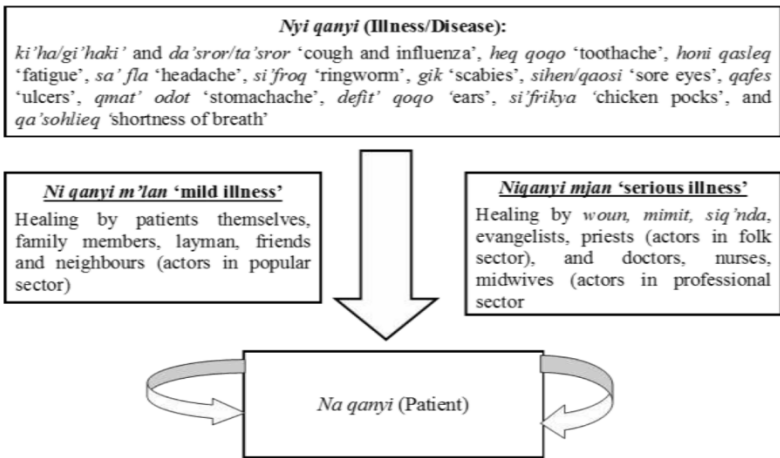 Nyi qanyi (Illness/Disease):
ki'ha/gi'haki' and da'sror/ta'sror 'cough and influenza', heq qoqo 'toothache', honi qasleq
'fatigue', sa' fla 'headache', si'froq 'ringworm', gik 'scabies', sihen/qaosi 'sore eyes', qafes
'ulcers', qmat' odot 'stomachache', defit' qoqo 'ears', si'frikya 'chicken pocks', and
qa'sohlieq 'shortness of breath'
Ni qanyi m'lan 'mild illness'
Healing by patients themselves,
family members, layman, friends
and neighbours (actors in popular
sector)
Niqanyi mjan 'serious illness'
Healing by woun, mimit, siq'nda,
evangelists, priests (actors in folk
sector), and doctors, nurses,
midwives (actors in professional
sector
Na qanyi (Patient)